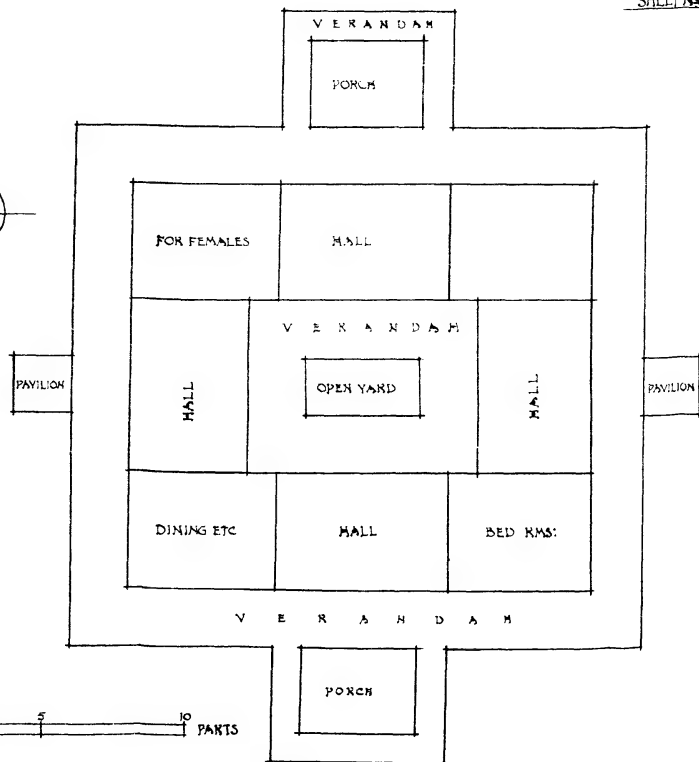 VERANDAH
PORCH
FOR FEMALES HALL
VERANDAH
PAVILION HALL OPEN YARD HALL PAVILION
DINING ETC HALL BED RMS:
VERANDAH
PORCH
5 10 PARTS